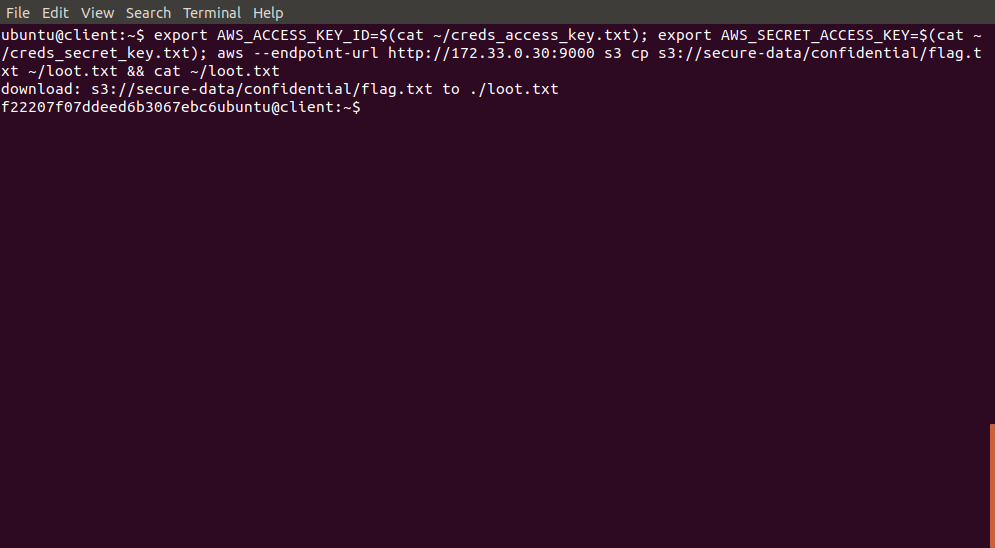 File Edit View Search Terminal Help
ubuntu@client:~$ export AWS_ACCESS_KEY_ID=$(cat ~/creds_access_key.txt); export AWS_SECRET_ACCESS_KEY=$(cat ~
/creds_secret_key.txt); aws --endpoint-url http://172.33.0.30:9000 s3 cp s3://secure-data/confidential/flag.t
xt ~/loot.txt && cat ~/loot.txt
download: s3://secure-data/confidential/flag.txt to ./loot.txt
f22207f07ddeed6b3067ebc6ubuntu@client:~$